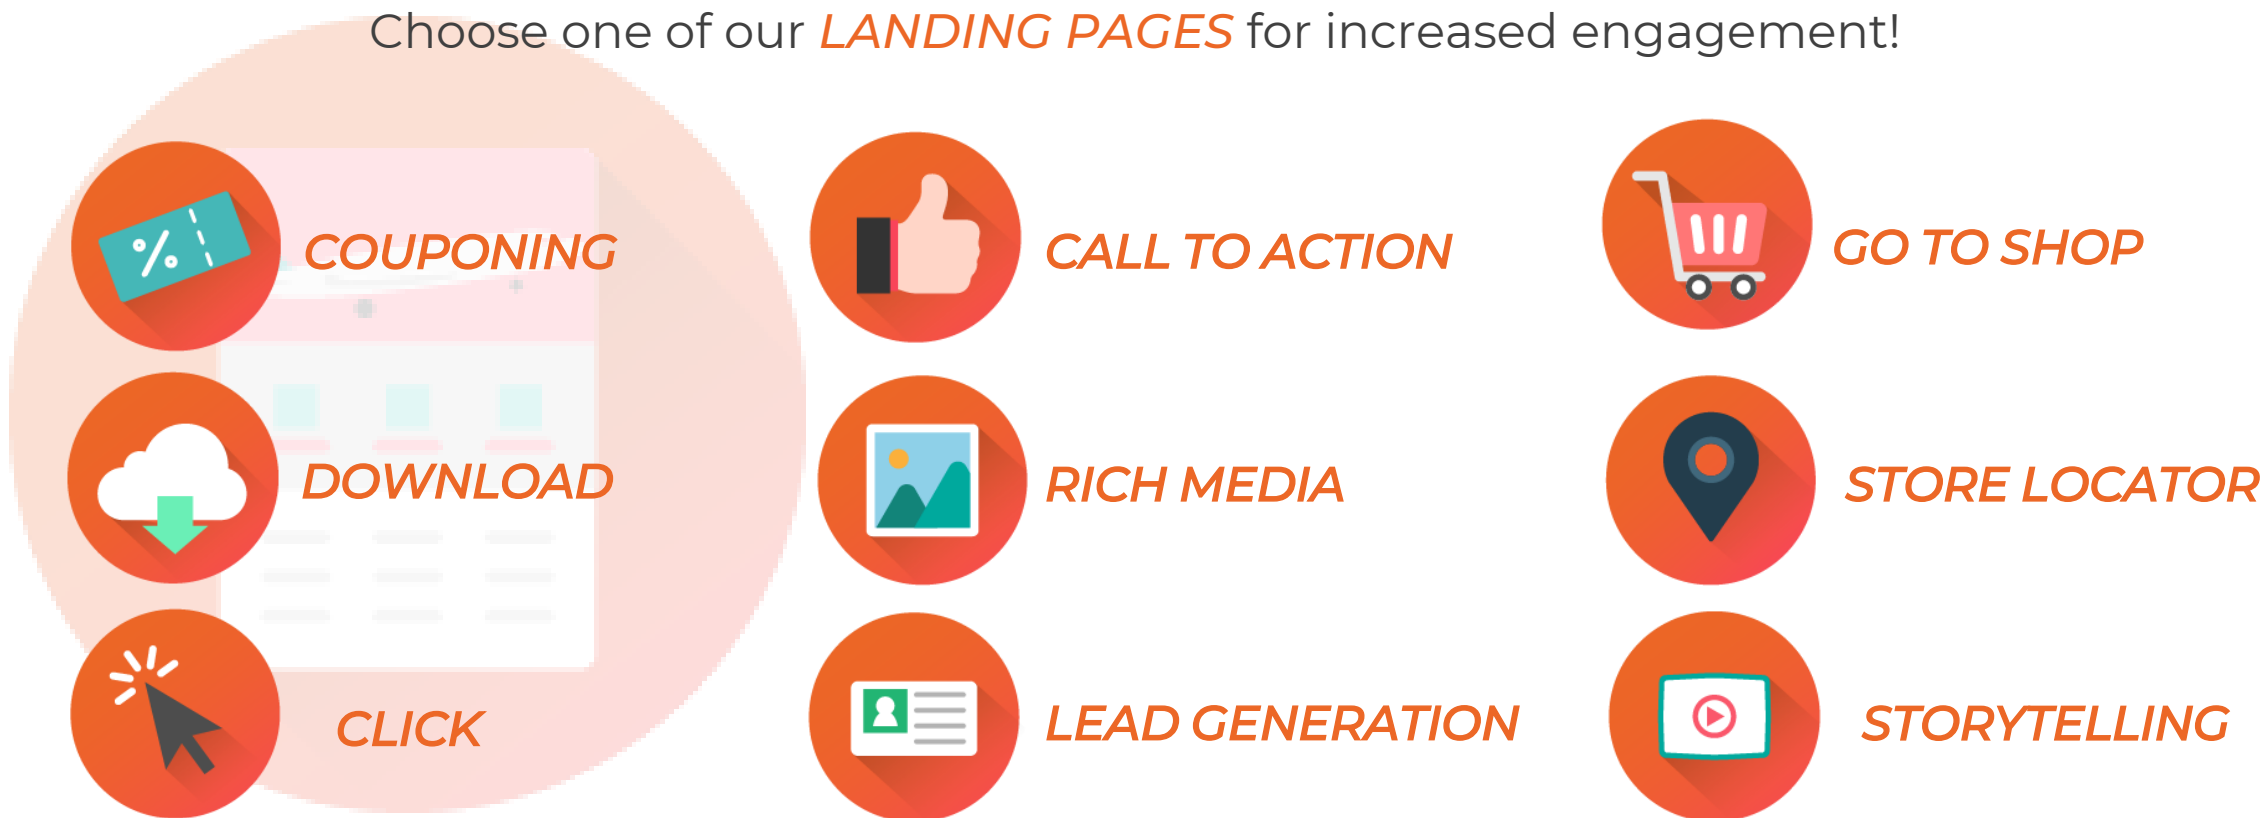 Choose one of our LANDING PAGES for increased engagement!
COUPONING
CALL TO ACTION
GO TO SHOP
DOWNLOAD
RICH MEDIA
STORE LOCATOR
CLICK
LEAD GENERATION
STORYTELLING